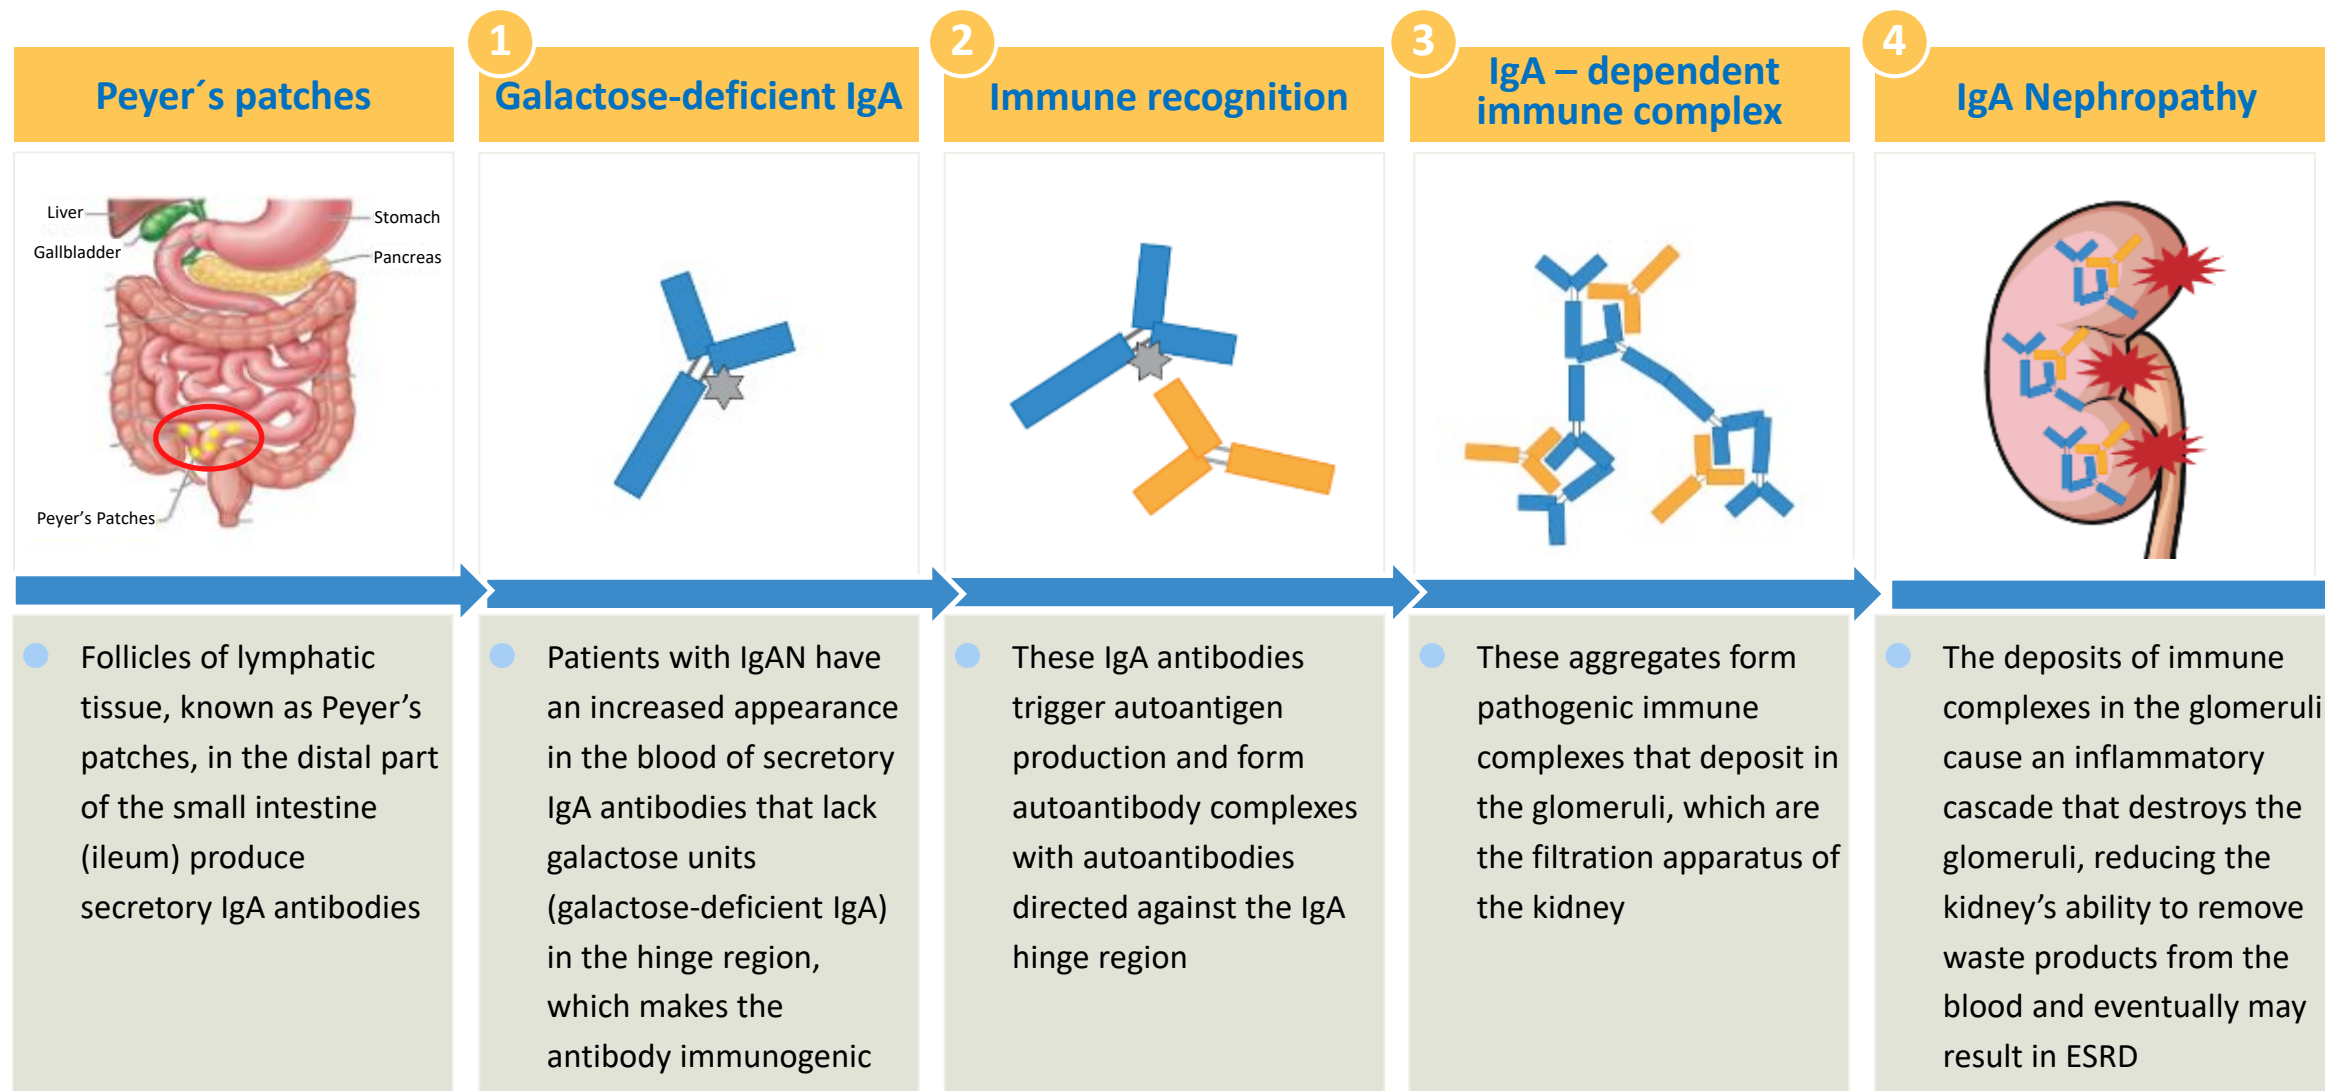 Peyer´s patches
Liver
Gallbladder
Stomach
Pancreas
Peyer's Patches
Follicles of lymphatic
tissue, known as Peyer's
patches, in the distal part
of the small intestine
(ileum) produce
secretory IgA antibodies
1
Galactose-deficient IgA
Patients with IgAN have
an increased appearance
in the blood of secretory
IgA antibodies that lack
galactose units
(galactose-deficient IgA)
in the hinge region,
which makes the
antibody immunogenic
2
Immune recognition
These IgA antibodies
trigger autoantigen
production and form
autoantibody complexes
with autoantibodies
directed against the IgA
hinge region
3
IgA – dependent
immune complex
These aggregates form
pathogenic immune
complexes that deposit in
the glomeruli, which are
the filtration apparatus of
the kidney
4
IgA Nephropathy
The deposits of immune
complexes in the glomeruli
cause an inflammatory
cascade that destroys the
glomeruli, reducing the
kidney's ability to remove
waste products from the
blood and eventually may
result in ESRD